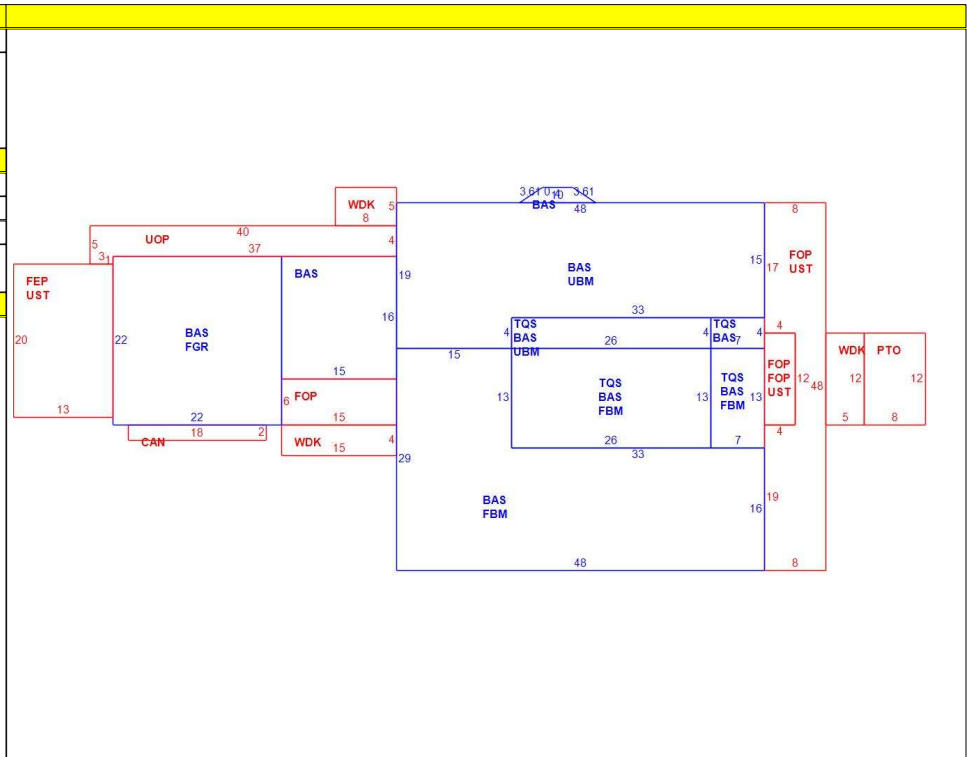 3.61 0 4 3.61
10
BAS
48
WDK 5
8
8
40
UOP
37
5
4
3 1
FEP
UST
BAS
19
BAS
UBM
15
17
FOP
UST
20
22
BAS
FGR
16
33
TQS
BAS
UBM
4
26
TQS
BAS
4
7
4
4
15
15
13
TQS
BAS
FBM
13
TQS
BAS
FBM
13
FOP
FOP
UST
12
48
WDK
12
5
PTO
12
8
6
FOP
13
22
15
4
18
2
CAN
WDK
15
4
29
26
33
7
BAS
FBM
16
19
48
8